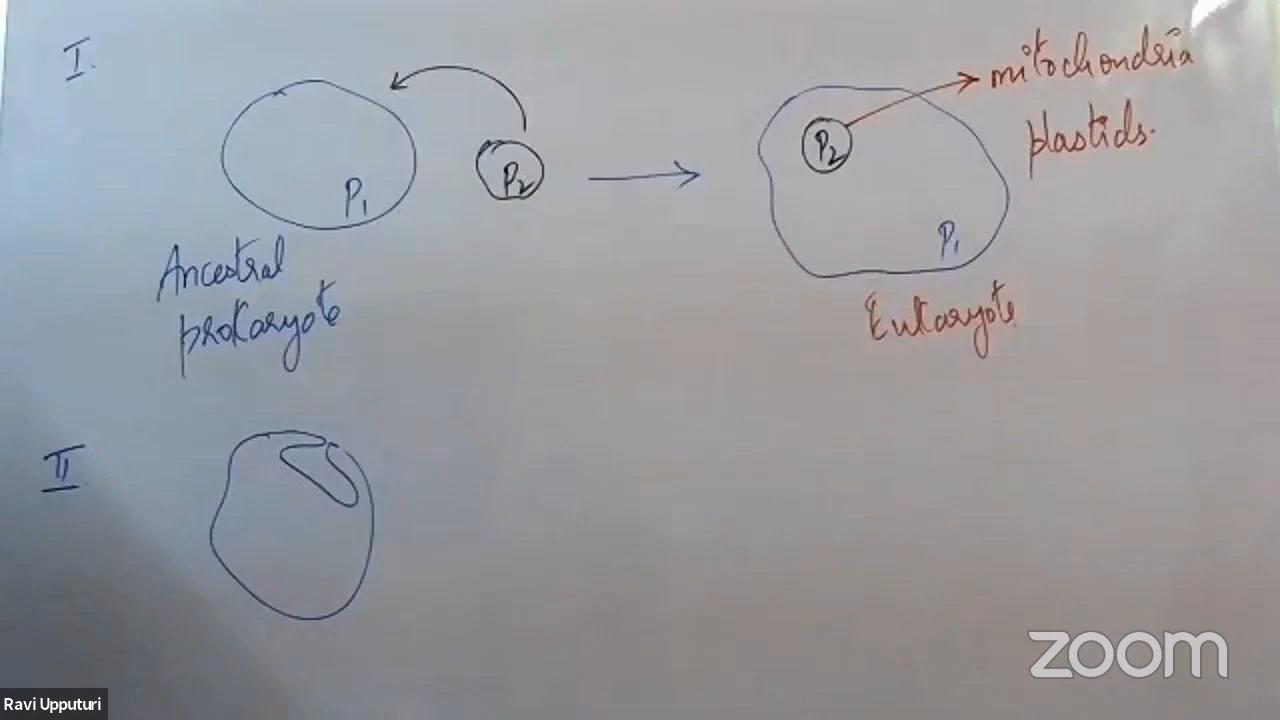 I.
P₁
P₂
Ancestral
prokaryote
P₂
mitochondria
plastids.
P₁
Eukaryote
II.
zoom
Ravi Upputuri